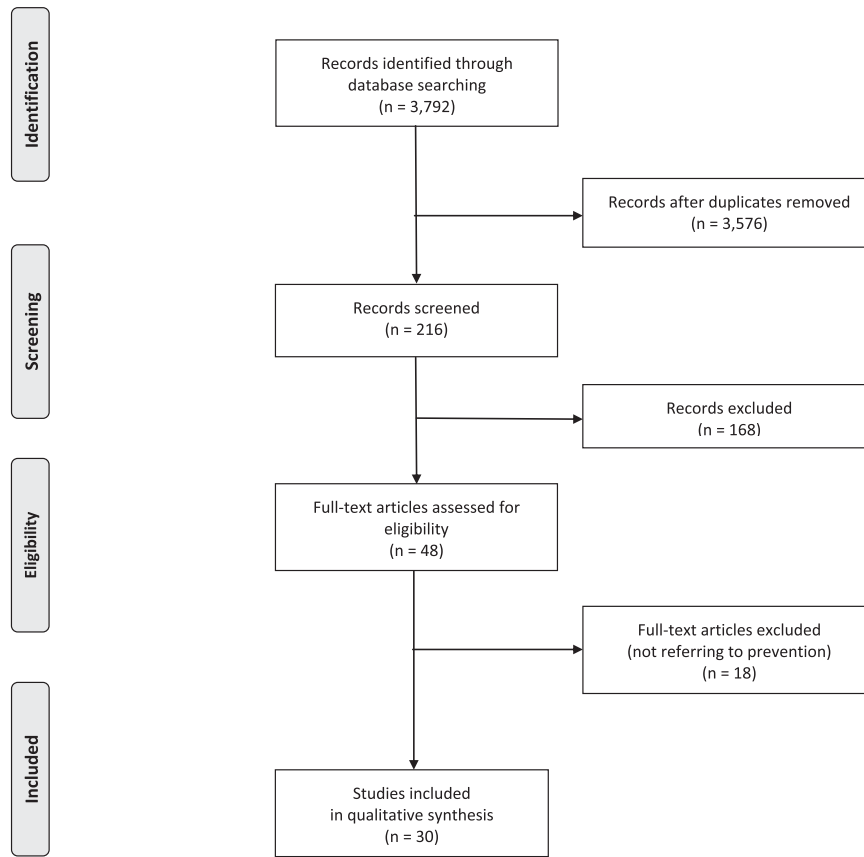 Identification
Records identified through
database searching
(n = 3,792)
Records after duplicates removed
(n = 3,576)
Screening
Records screened
(n = 216)
Records excluded
(n = 168)
Eligibility
Full-text articles assessed for
eligibility
(n = 48)
Full-text articles excluded
(not referring to prevention)
(n = 18)
Included
Studies included
in qualitative synthesis
(n = 30)